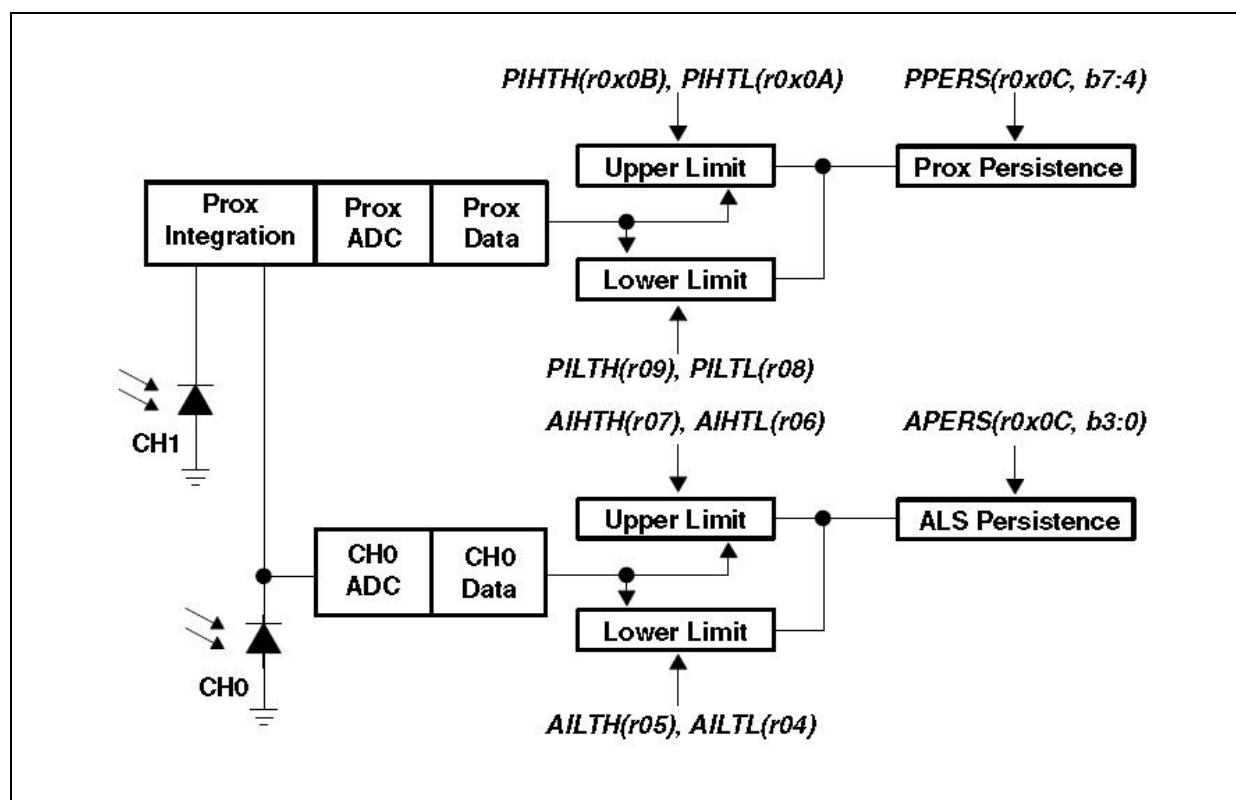 PIHTH(r0x0B), PIHTL(r0x0A)
PPERS(r0x0C, b7:4)
Upper Limit
Prox Persistence
Prox
Integration
Prox
ADC
Prox
Data
Lower Limit
PILTH(r09), PILTL(r08)
CH1
AIHTH(r07), AIHTL(r06)
APERS(r0x0C, b3:0)
Upper Limit
ALS Persistence
CH0
ADC
CH0
Data
Lower Limit
CH0
AILTH(r05), AILTL(r04)